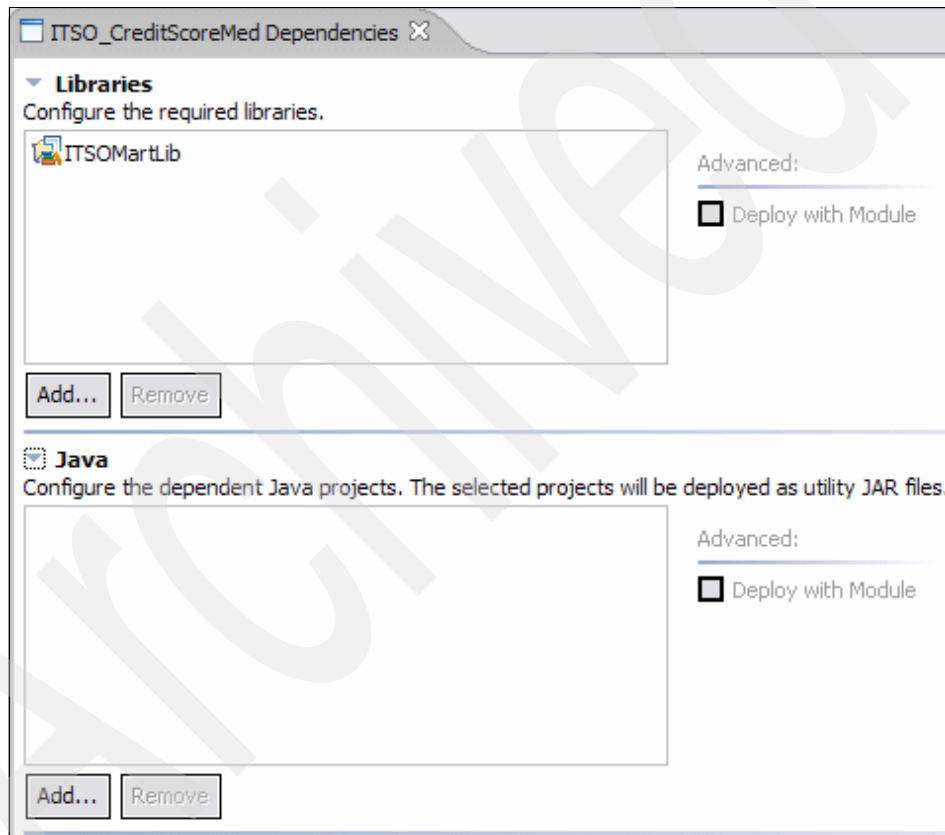 ITSO_CreditScoreMed Dependencies
Libraries
Configure the required libraries.
ITSOMartLib
Advanced:
Deploy with Module
Add... Remove
Java
Configure the dependent Java projects. The selected projects will be deployed as utility JAR files.
Advanced:
Deploy with Module
Add... Remove
Archived